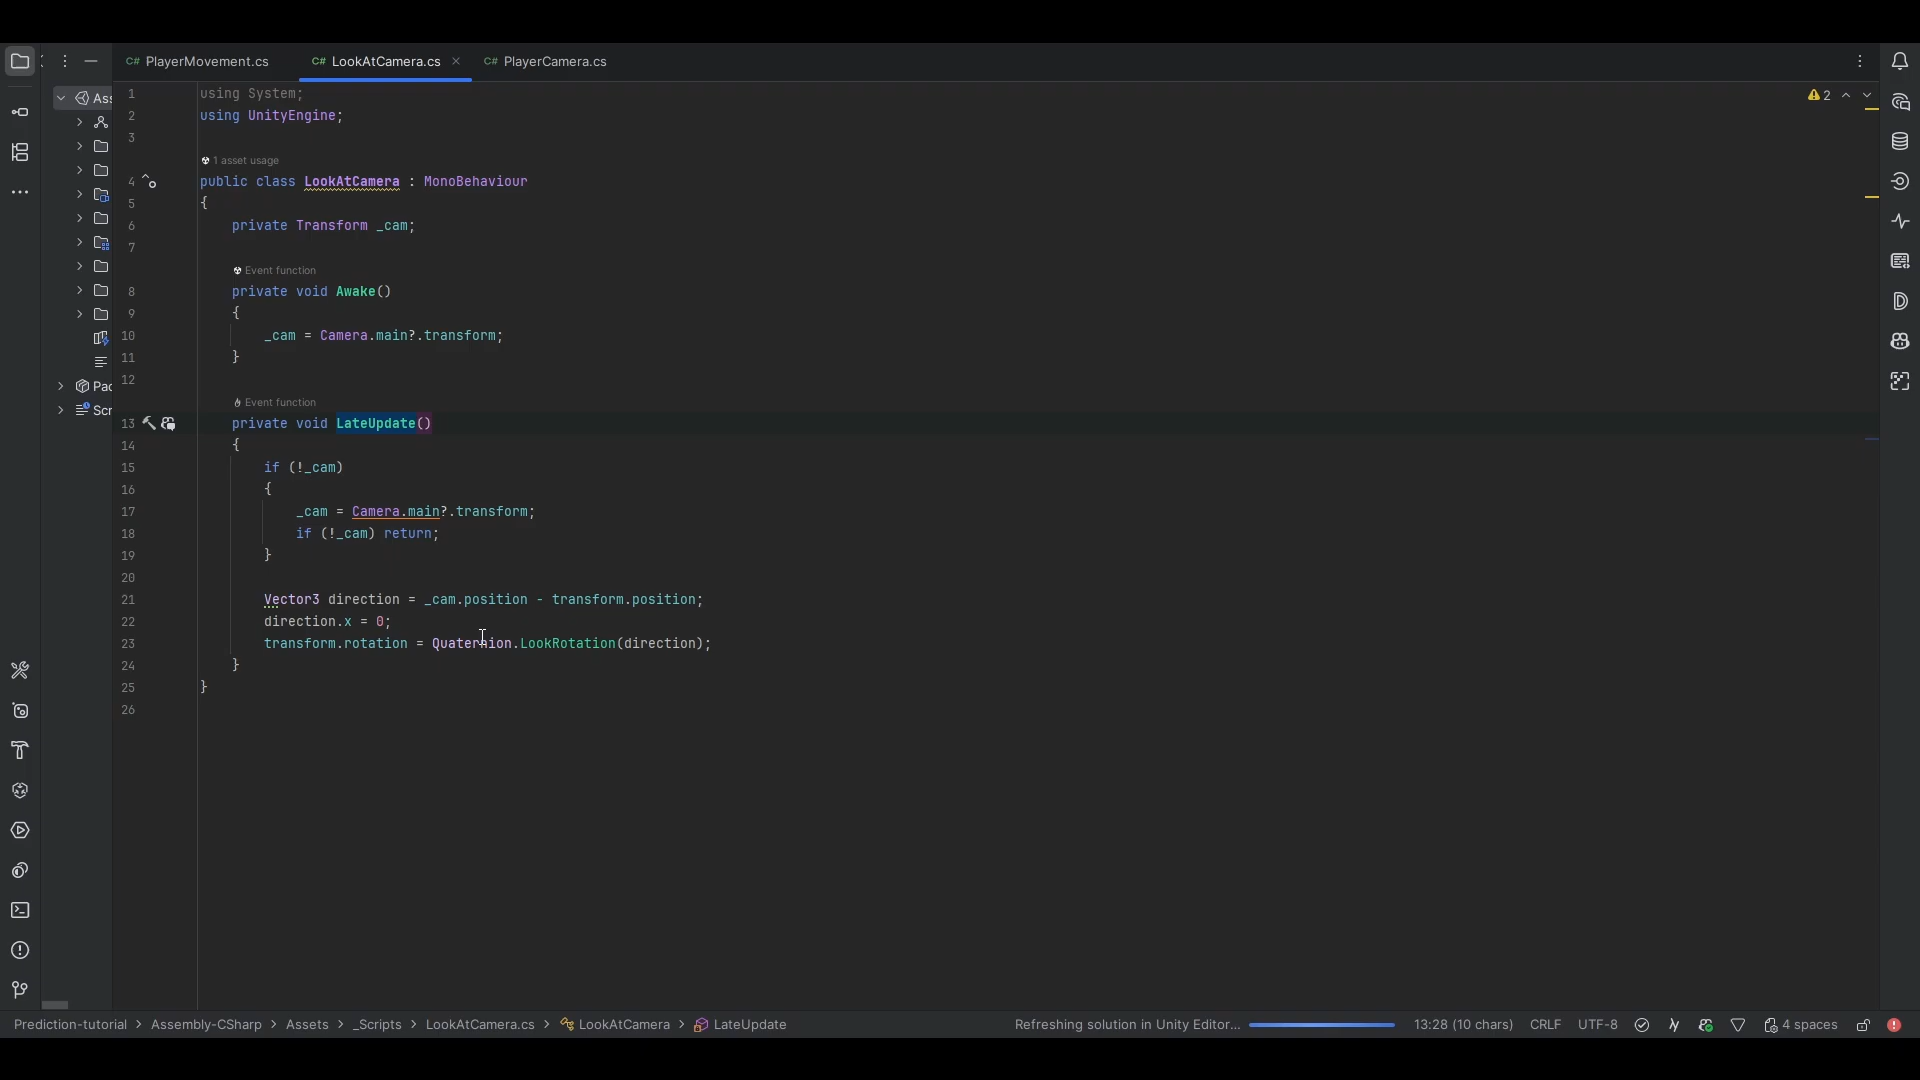 PlayerMovement.cs
LookAtCamera.cs
PlayerCamera.cs
Ass
Pac
Scr
2
1 using System;
2 using UnityEngine;
3
1 asset usage
4 public class LookAtCamera : MonoBehaviour
5 {
6 private Transform _cam;
7
Event function
8 private void Awake()
9 {
10 _cam = Camera.main?.transform;
11 }
12
Event function
13 private void LateUpdate()
14 {
15 if (!_cam)
16 {
17 _cam = Camera.main?.transform;
18 if (!_cam) return;
19 }
20
21 Vector3 direction = _cam.position - transform.position;
22 direction.x = 0;
23 transform.rotation = Quaternion.LookRotation(direction);
24 }
25 }
26
Prediction-tutorial > Assembly-CSharp > Assets > _Scripts > LookAtCamera.cs > LookAtCamera > LateUpdate
Refreshing solution in Unity Editor... 13:28 (10 chars) CRLF UTF-8 4 spaces